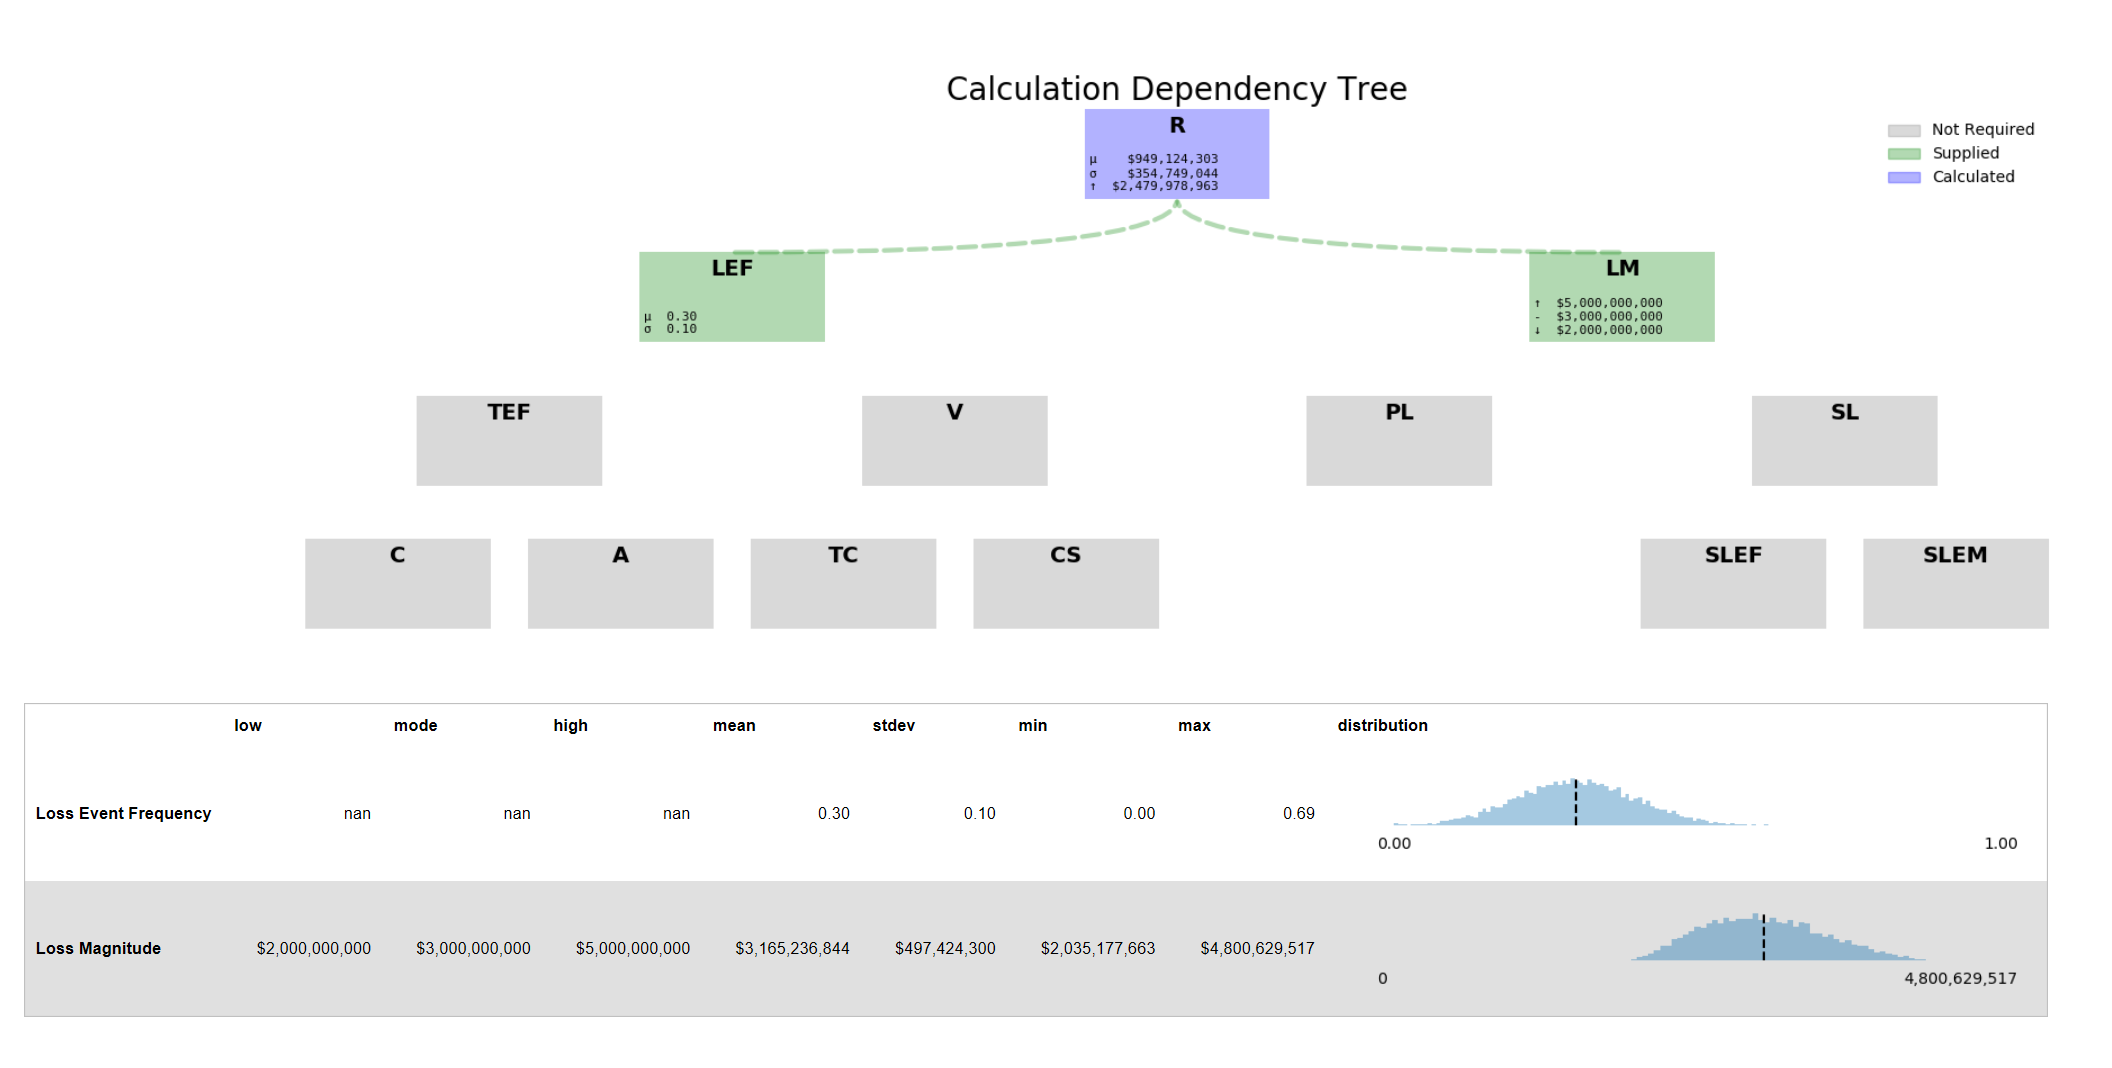 Calculation Dependency Tree
R
µ $949,124,303
σ $354,749,044
↑ $2,479,978,963
Not Required
Supplied
Calculated
LEF
µ 0.30
σ 0.10
LM
↑ $5,000,000,000
- $3,000,000,000
↓ $2,000,000,000
TEF
V
PL
SL
C
A
TC
CS
SLEF
SLEM
low mode high mean stdev min max distribution
Loss Event Frequency nan nan nan 0.30 0.10 0.00 0.69
0.00 1.00
Loss Magnitude $2,000,000,000 $3,000,000,000 $5,000,000,000 $3,165,236,844 $497,424,300 $2,035,177,663 $4,800,629,517
0 4,800,629,517